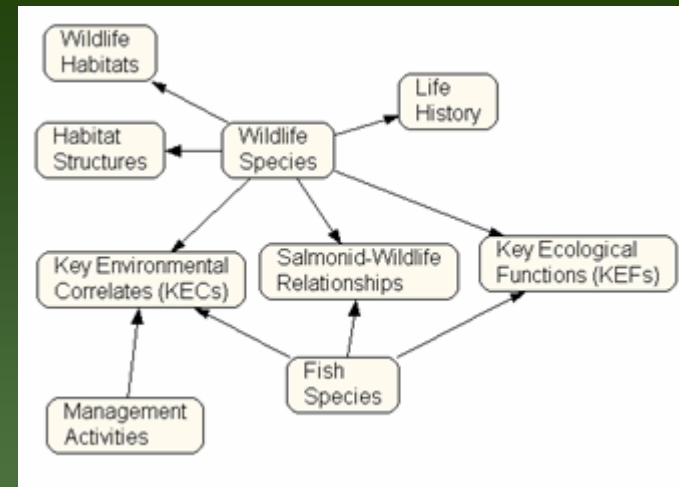 Wildlife
Habitats
Life
History
Habitat
Structures
Wildlife
Species
Key Environmental
Correlates (KECs)
Salmonid-Wildlife
Relationships
Key Ecological
Functions (KEFs)
Fish
Species
Management
Activities